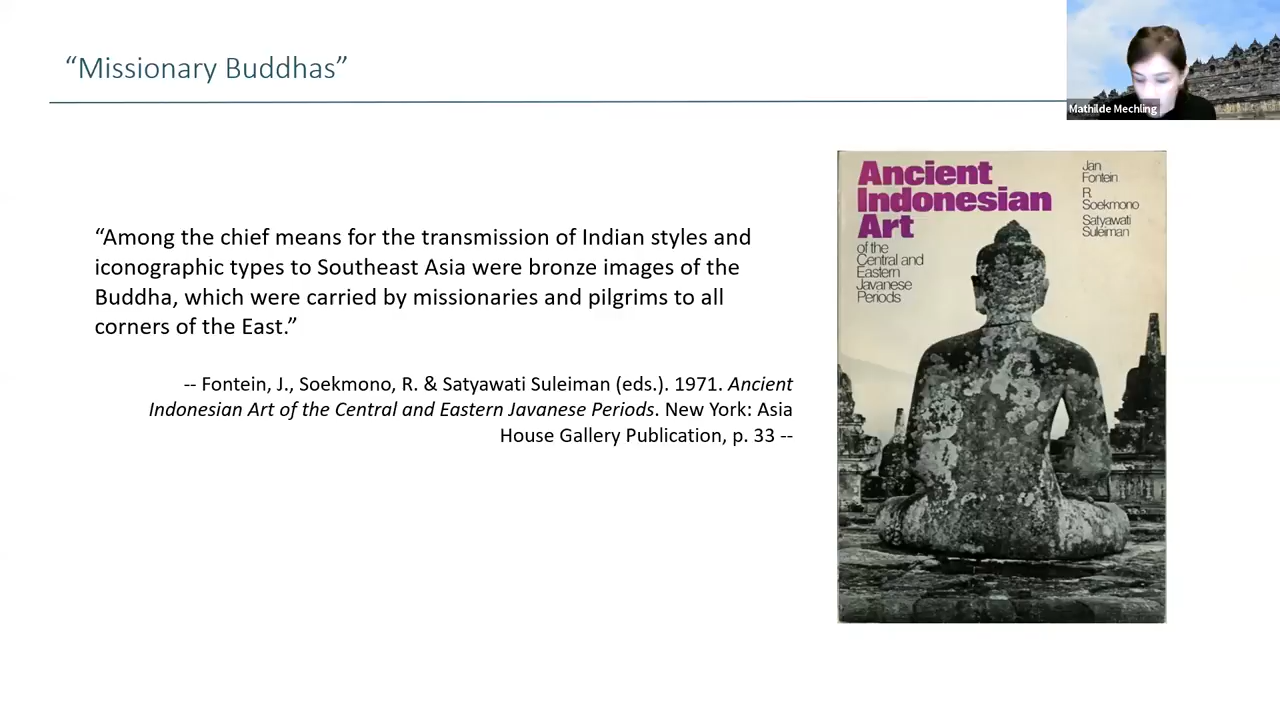 “Missionary Buddhas”
Mathilde Mechling
“Among the chief means for the transmission of Indian styles and
iconographic types to Southeast Asia were bronze images of the
Buddha, which were carried by missionaries and pilgrims to all
corners of the East.”
-- Fontein, J., Soekmono, R. & Satyawati Suleiman (eds.). 1971. Ancient
Indonesian Art of the Central and Eastern Javanese Periods. New York: Asia
House Gallery Publication, p. 33 --
Ancient
Indonesian
Art
of the
Central and
Eastern
Javanese
Periods
Jan
Fontein
R.
Soekmono
Satyawati
Suleiman